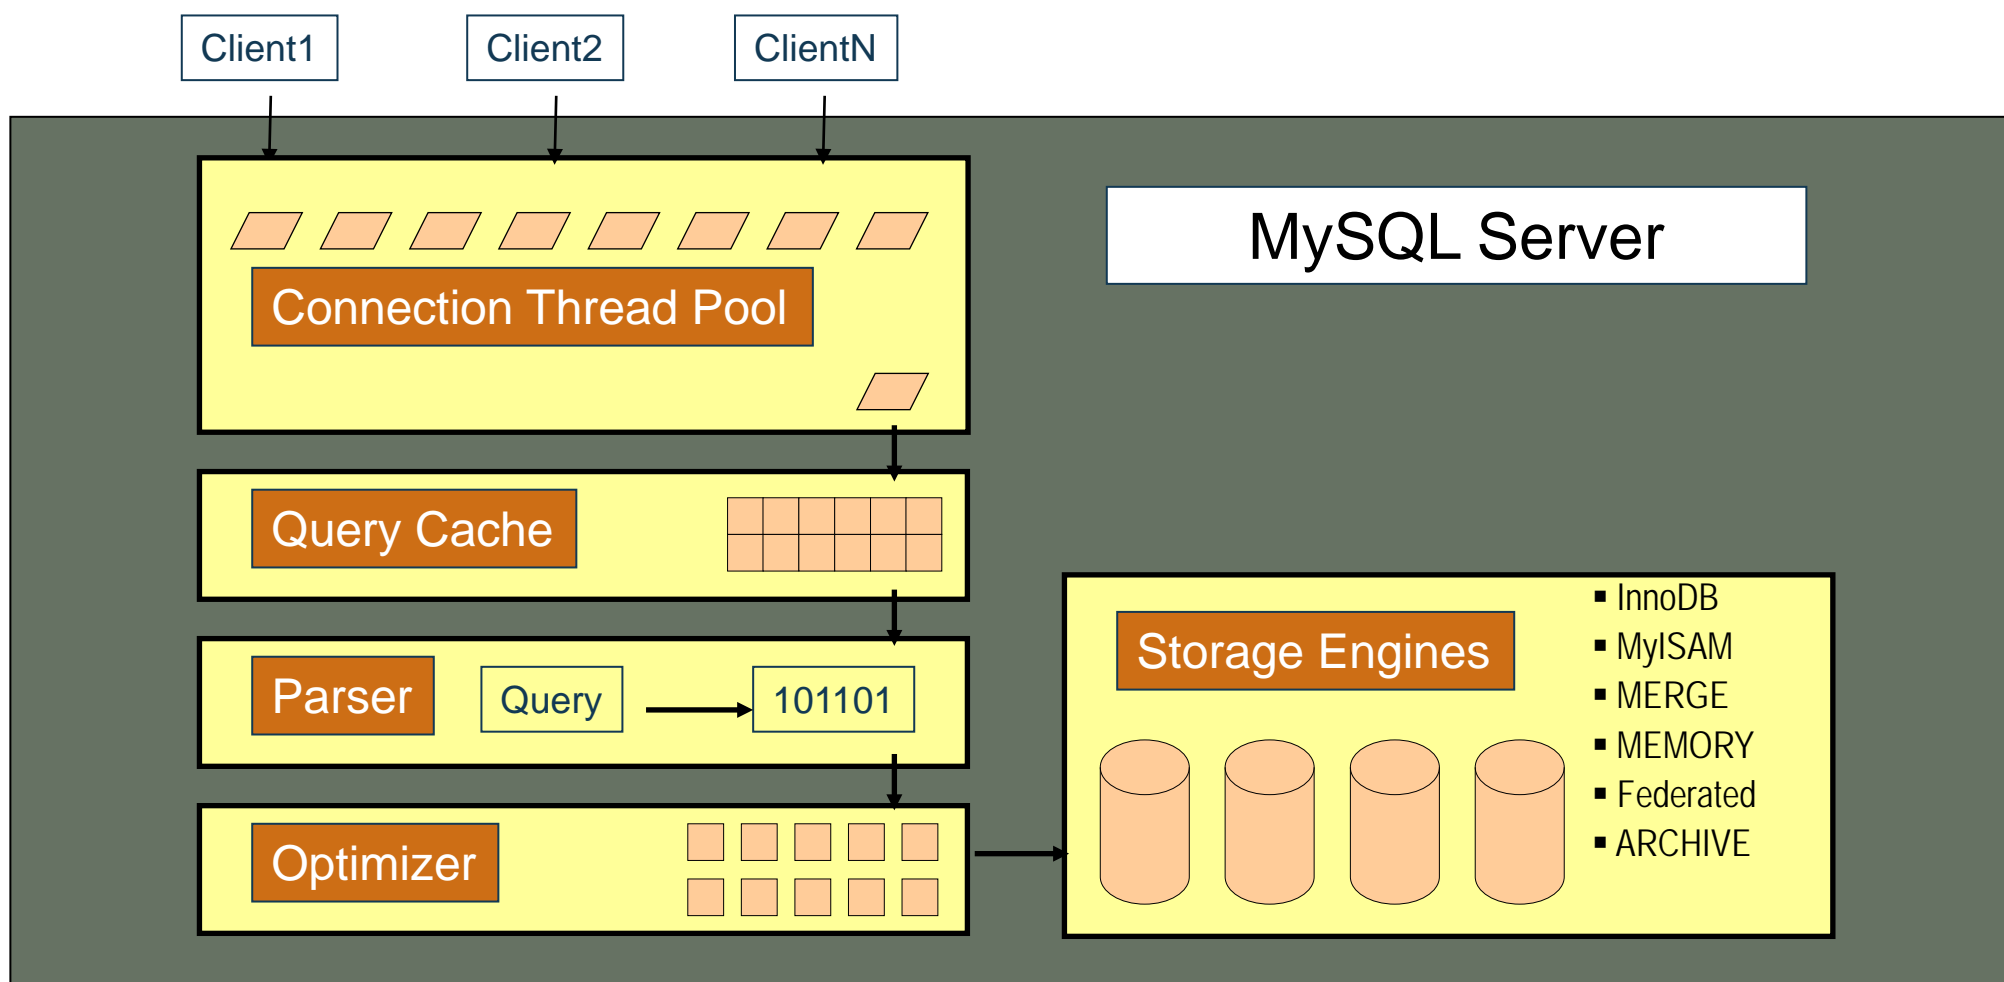 Client1
Client2
ClientN
MySQL Server
Connection Thread Pool
Query Cache
Parser
Query
101101
Optimizer
Storage Engines
▪ InnoDB
▪ MyISAM
▪ MERGE
▪ MEMORY
▪ Federated
▪ ARCHIVE